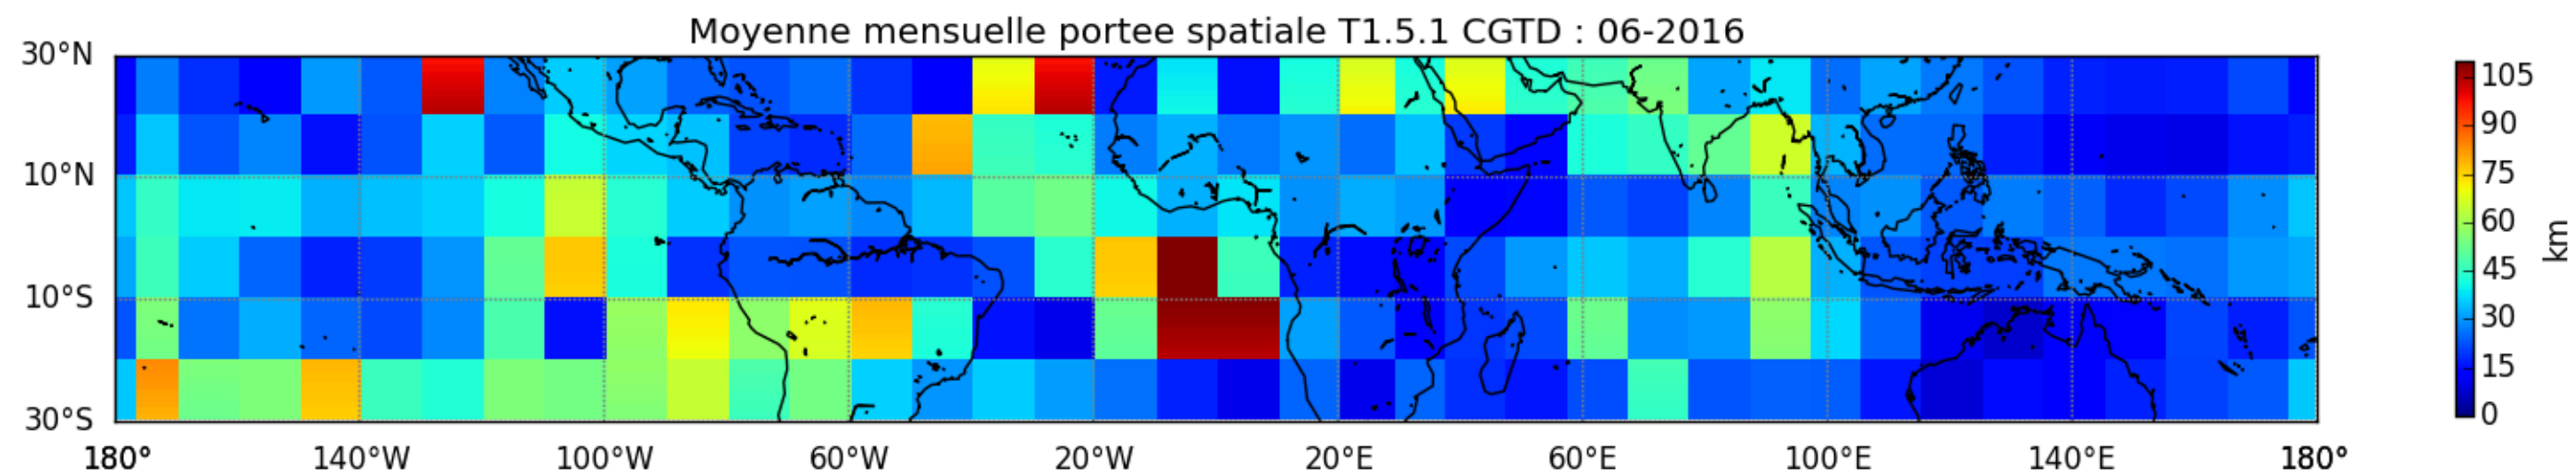 Moyenne mensuelle portee spatiale T1.5.1 CGTD : 06-2016
30°N
10°N
10°S
30°S
180° 140°W 100°W 60°W 20°W 20°E 60°E 100°E 140°E 180°
105
90
75
60
45
30
15
0
km